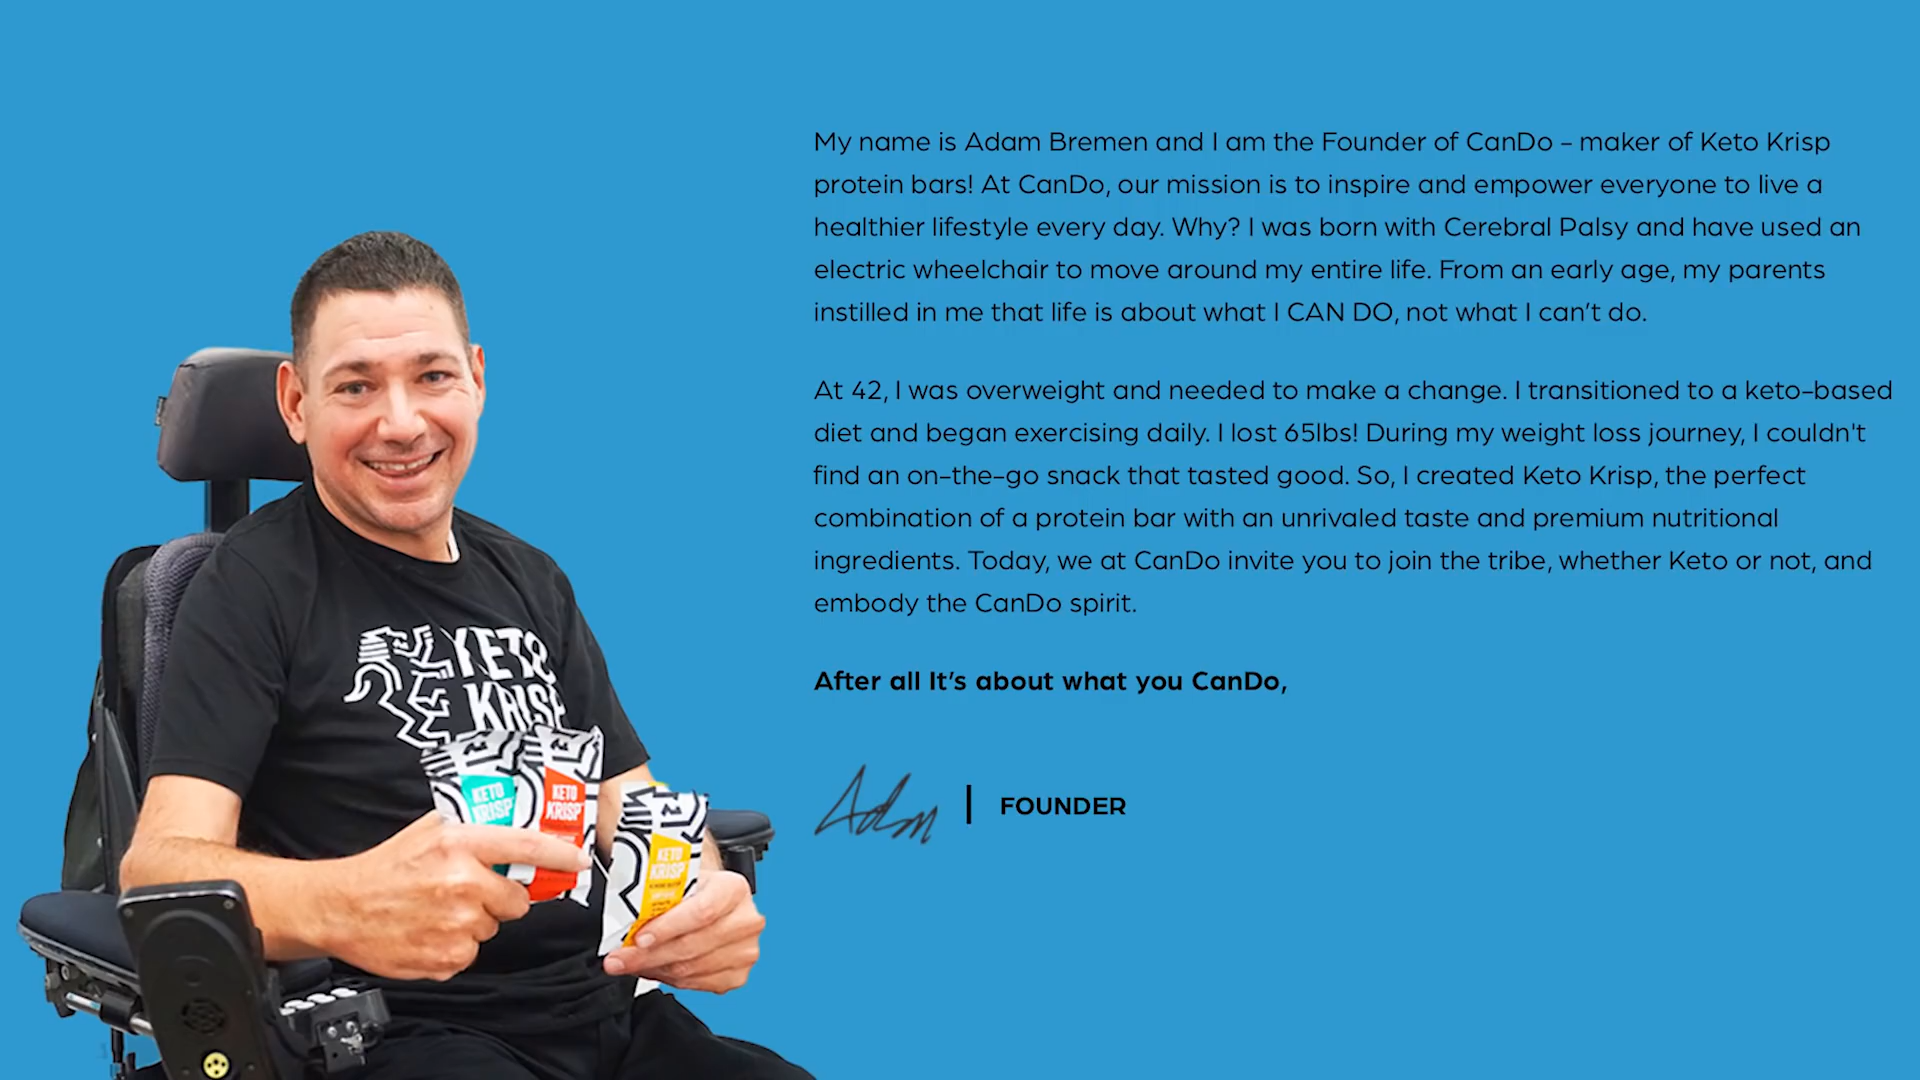 My name is Adam Bremen and I am the Founder of CanDo - maker of Keto Krisp
protein bars! At CanDo, our mission is to inspire and empower everyone to live a
healthier lifestyle every day. Why? I was born with Cerebral Palsy and have used an
electric wheelchair to move around my entire life. From an early age, my parents
instilled in me that life is about what I CAN DO, not what I can’t do.
At 42, I was overweight and needed to make a change. I transitioned to a keto-based
diet and began exercising daily. I lost 65lbs! During my weight loss journey, I couldn't
find an on-the-go snack that tasted good. So, I created Keto Krisp, the perfect
combination of a protein bar with an unrivaled taste and premium nutritional
ingredients. Today, we at CanDo invite you to join the tribe, whether Keto or not, and
embody the CanDo spirit.
After all It’s about what you CanDo,
Adam | FOUNDER
KETO
KRISP
KETO
KRISP
KETO
KRISP
KETO
KRISP